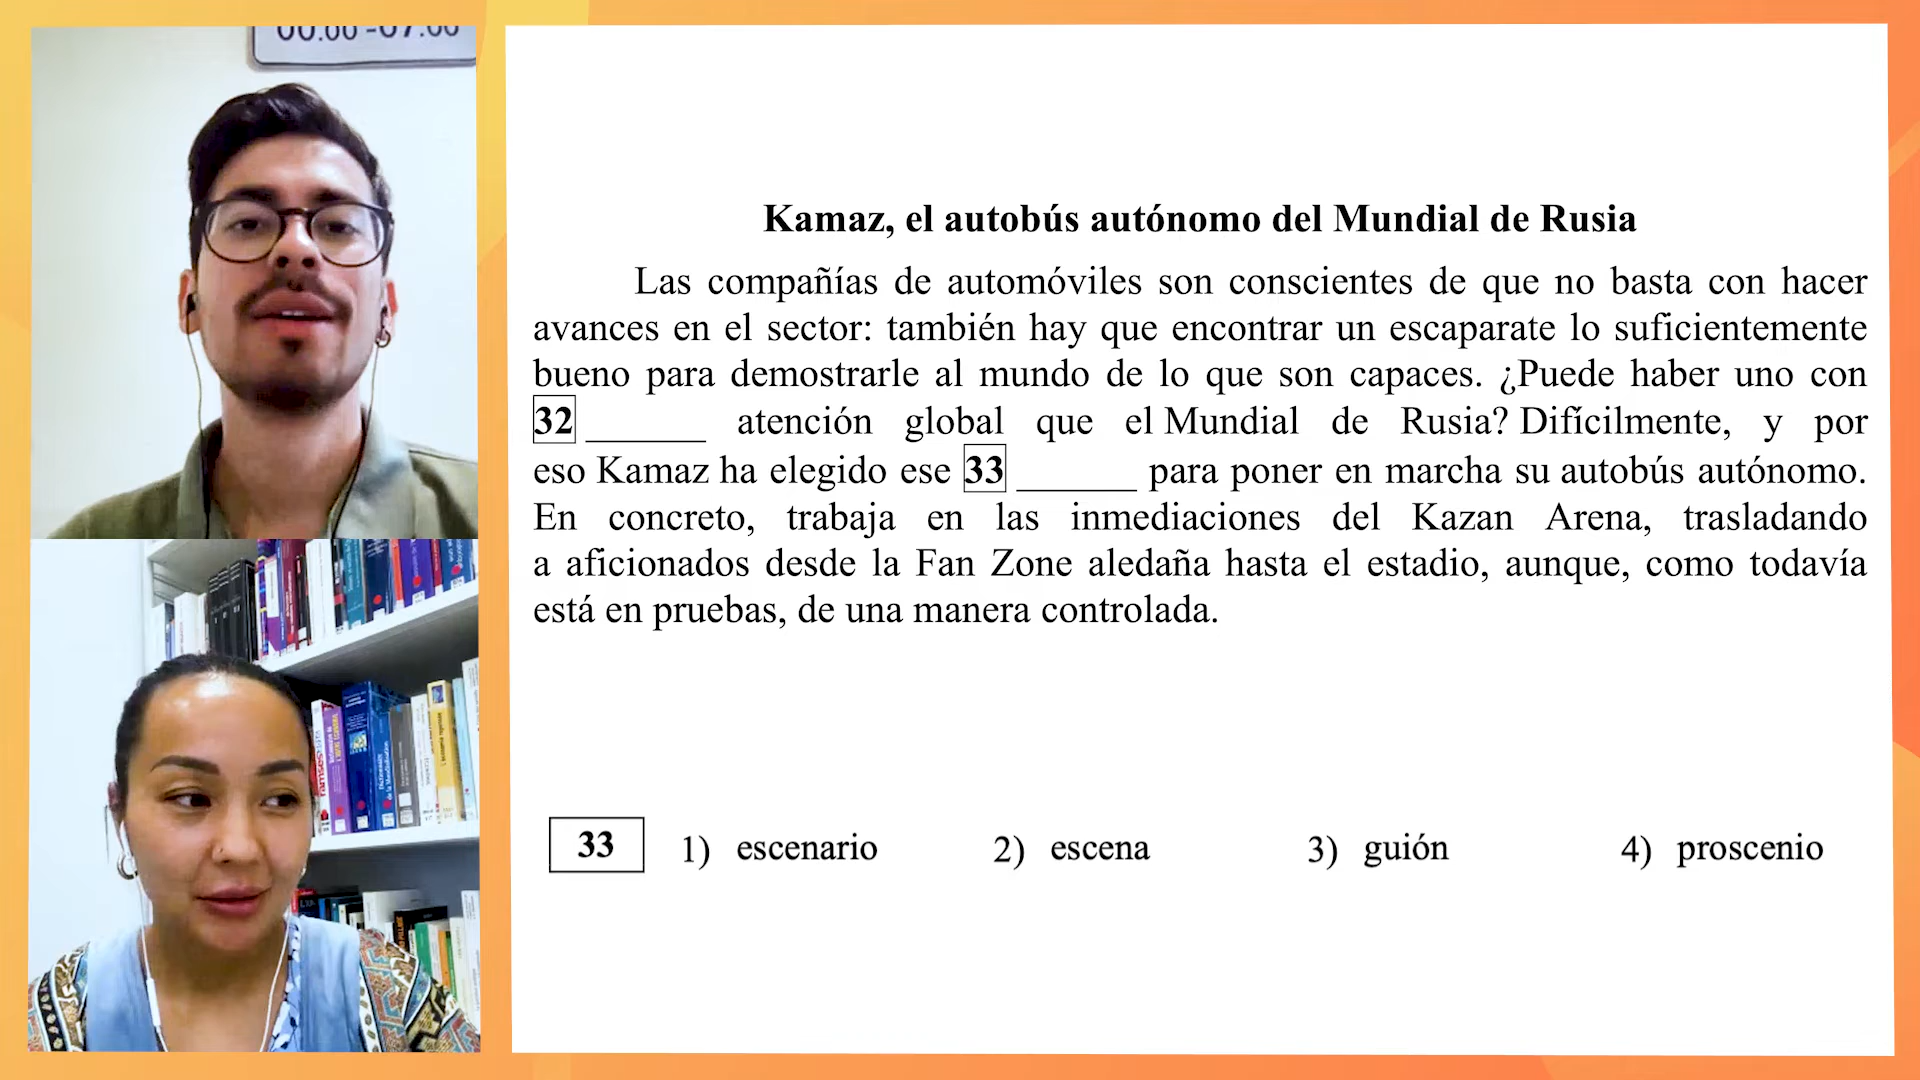 Kamaz, el autobús autónomo del Mundial de Rusia
Las compañías de automóviles son conscientes de que no basta con hacer
avances en el sector: también hay que encontrar un escaparate lo suficientemente
bueno para demostrarle al mundo de lo que son capaces. ¿Puede haber uno con
32 ______ atención global que el Mundial de Rusia? Difícilmente, y por
eso Kamaz ha elegido ese 33 ______ para poner en marcha su autobús autónomo.
En concreto, trabaja en las inmediaciones del Kazan Arena, trasladando
a aficionados desde la Fan Zone aledaña hasta el estadio, aunque, como todavía
está en pruebas, de una manera controlada.
33 1) escenario 2) escena 3) guión 4) proscenio